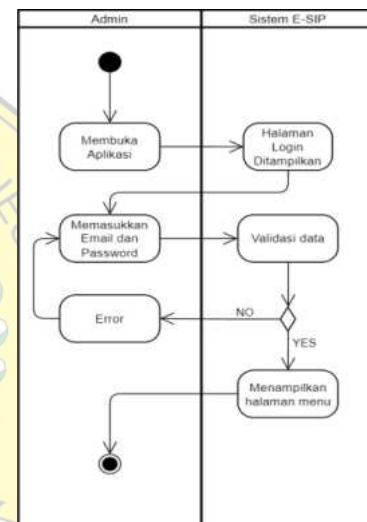 Admin
Sistem E-SIP
Membuka
Aplikasi
Halaman
Login
Ditampilkan
Memasukkan
Email dan
Password
Validasi data
Error
NO
YES
Menampilkan
halaman menu